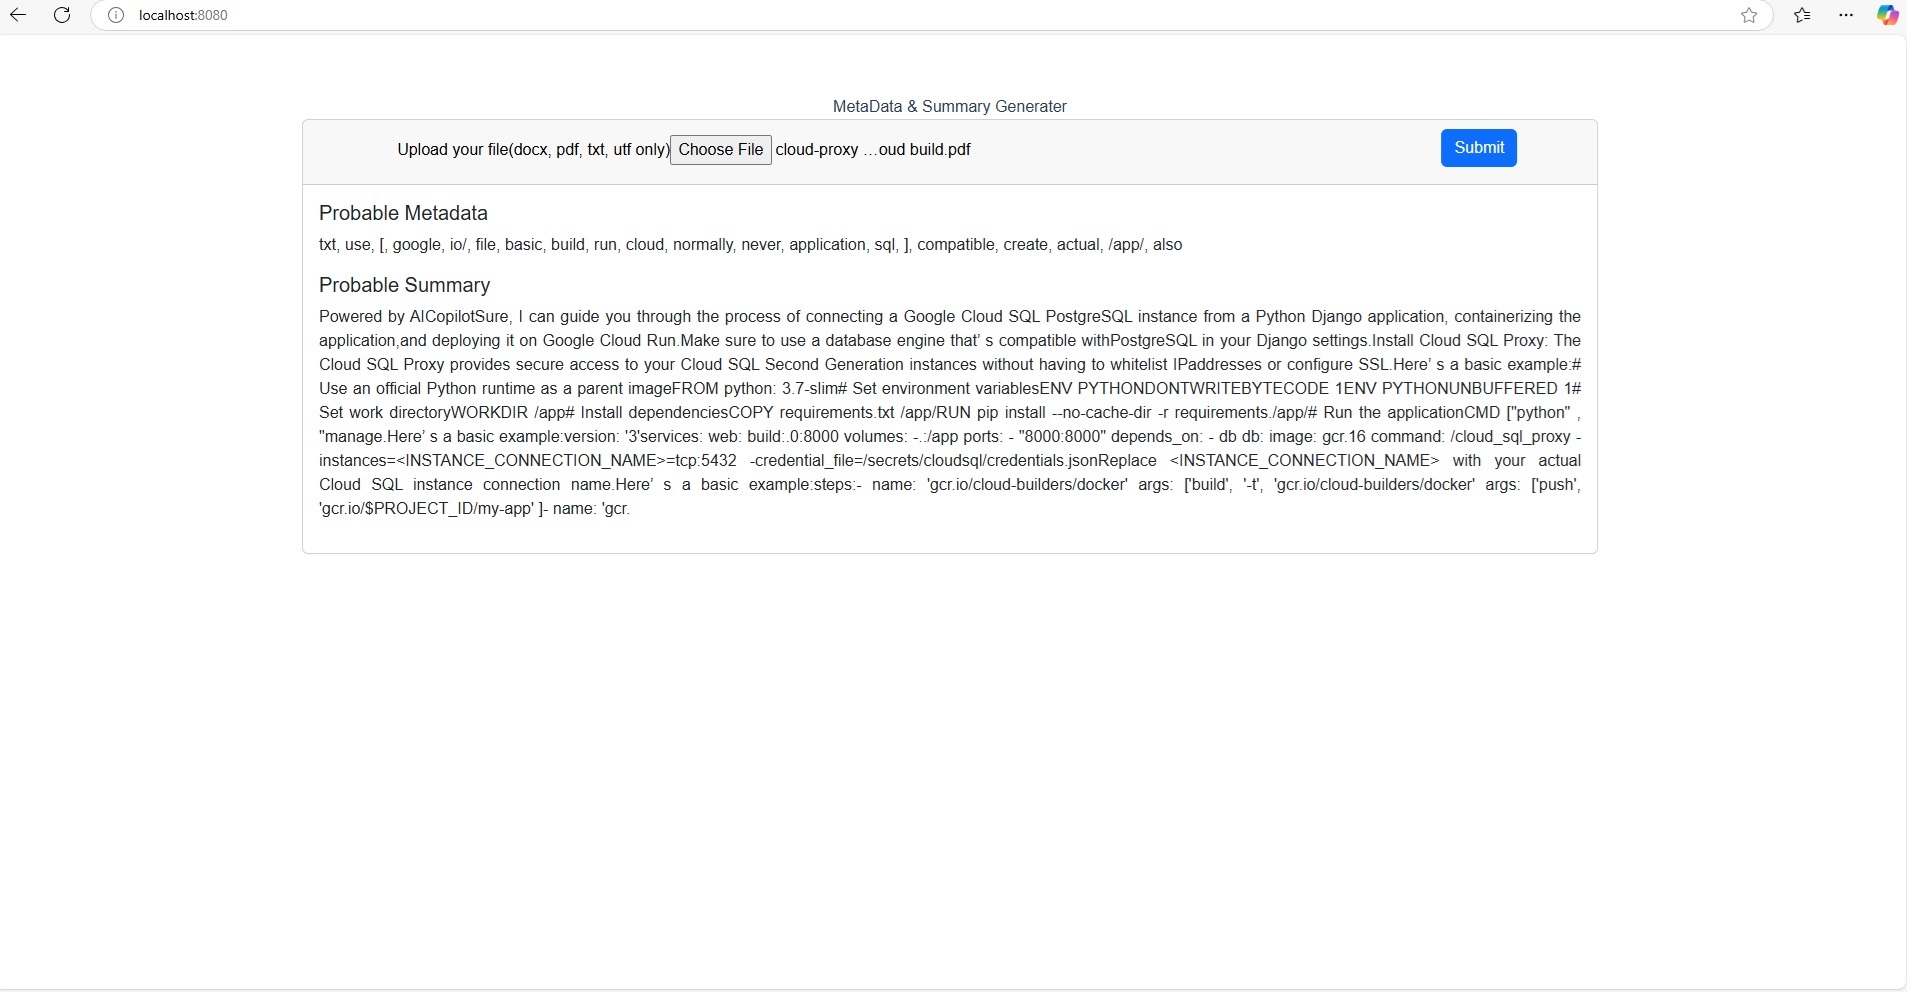 localhost:8080
MetaData & Summary Generater
Upload your file(docx, pdf, txt, utf only) Choose File cloud-proxy ...oud build.pdf Submit
Probable Metadata
txt, use, [, google, io/, file, basic, build, run, cloud, normally, never, application, sql, ], compatible, create, actual, /app/, also
Probable Summary
Powered by AICopilotSure, I can guide you through the process of connecting a Google Cloud SQL PostgreSQL instance from a Python Django application, containerizing the
application,and deploying it on Google Cloud Run.Make sure to use a database engine that’ s compatible withPostgreSQL in your Django settings.Install Cloud SQL Proxy: The
Cloud SQL Proxy provides secure access to your Cloud SQL Second Generation instances without having to whitelist IPaddresses or configure SSL.Here’ s a basic example:#
Use an official Python runtime as a parent imageFROM python: 3.7-slim# Set environment variablesENV PYTHONDONTWRITEBYTECODE 1ENV PYTHONUNBUFFERED 1#
Set work directoryWORKDIR /app# Install dependenciesCOPY requirements.txt /app/RUN pip install --no-cache-dir -r requirements./app/# Run the applicationCMD ["python" ,
"manage.Here’ s a basic example:version: '3'services: web: build:.0:8000 volumes: -.:/app ports: - "8000:8000" depends_on: - db db: image: gcr.16 command: /cloud_sql_proxy -
instances=<INSTANCE_CONNECTION_NAME>=tcp:5432 -credential_file=/secrets/cloudsql/credentials.jsonReplace <INSTANCE_CONNECTION_NAME> with your actual
Cloud SQL instance connection name.Here’ s a basic example:steps:- name: 'gcr.io/cloud-builders/docker' args: ['build', '-t', 'gcr.io/cloud-builders/docker' args: ['push',
'gcr.io/$PROJECT_ID/my-app' ]- name: 'gcr.